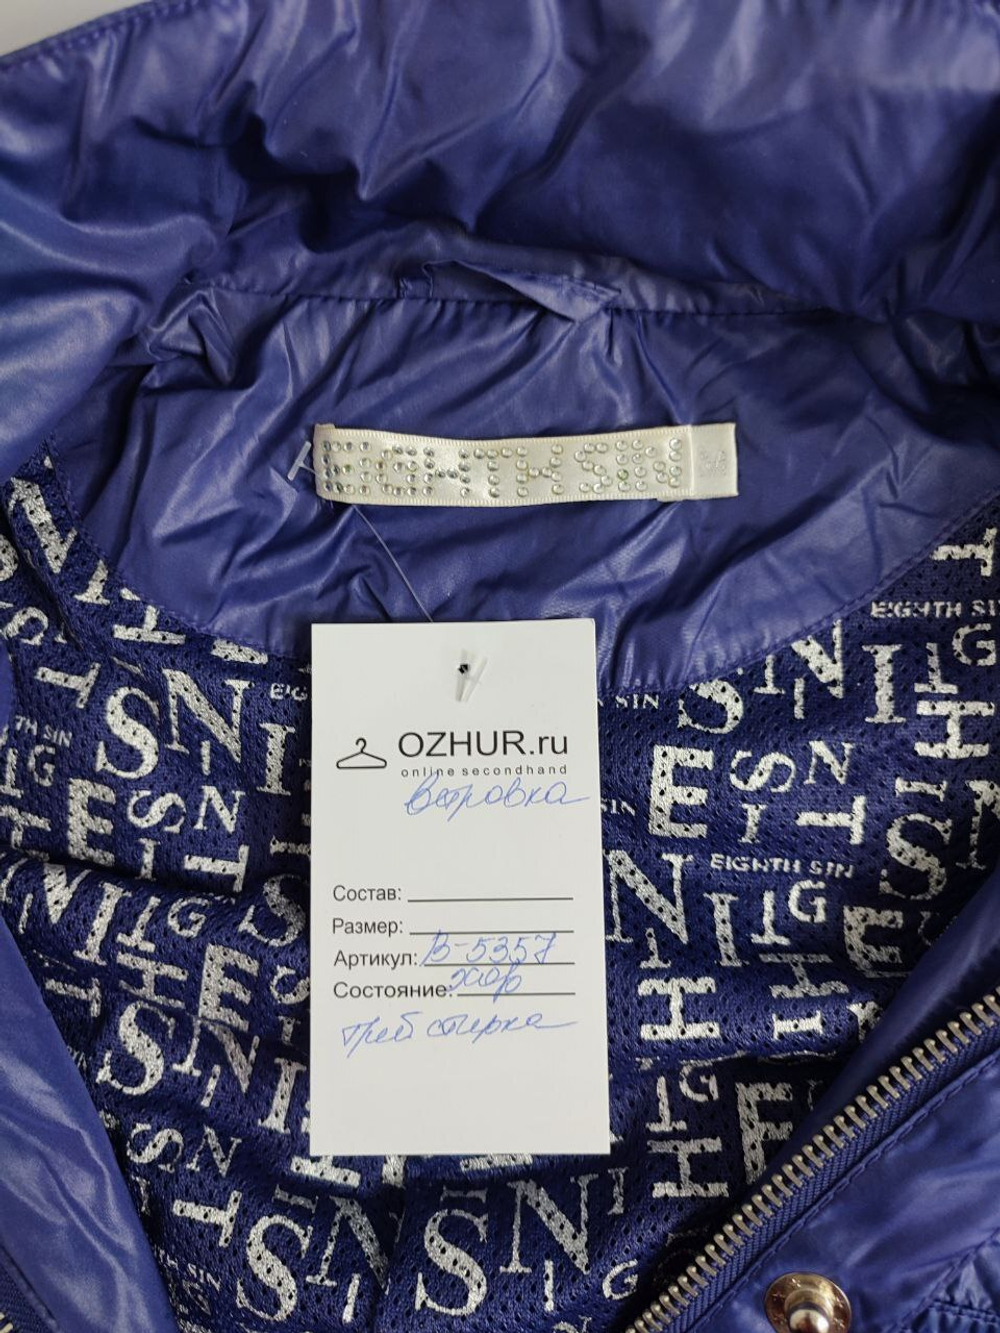 EIGHTH SIN
OZHUR.ru
online secondhand
ветровка
Состав:
Размер:
Артикул: В-5357
Состояние: хор
треб стирка
EIGHTH SIN
EIGHTH SIN